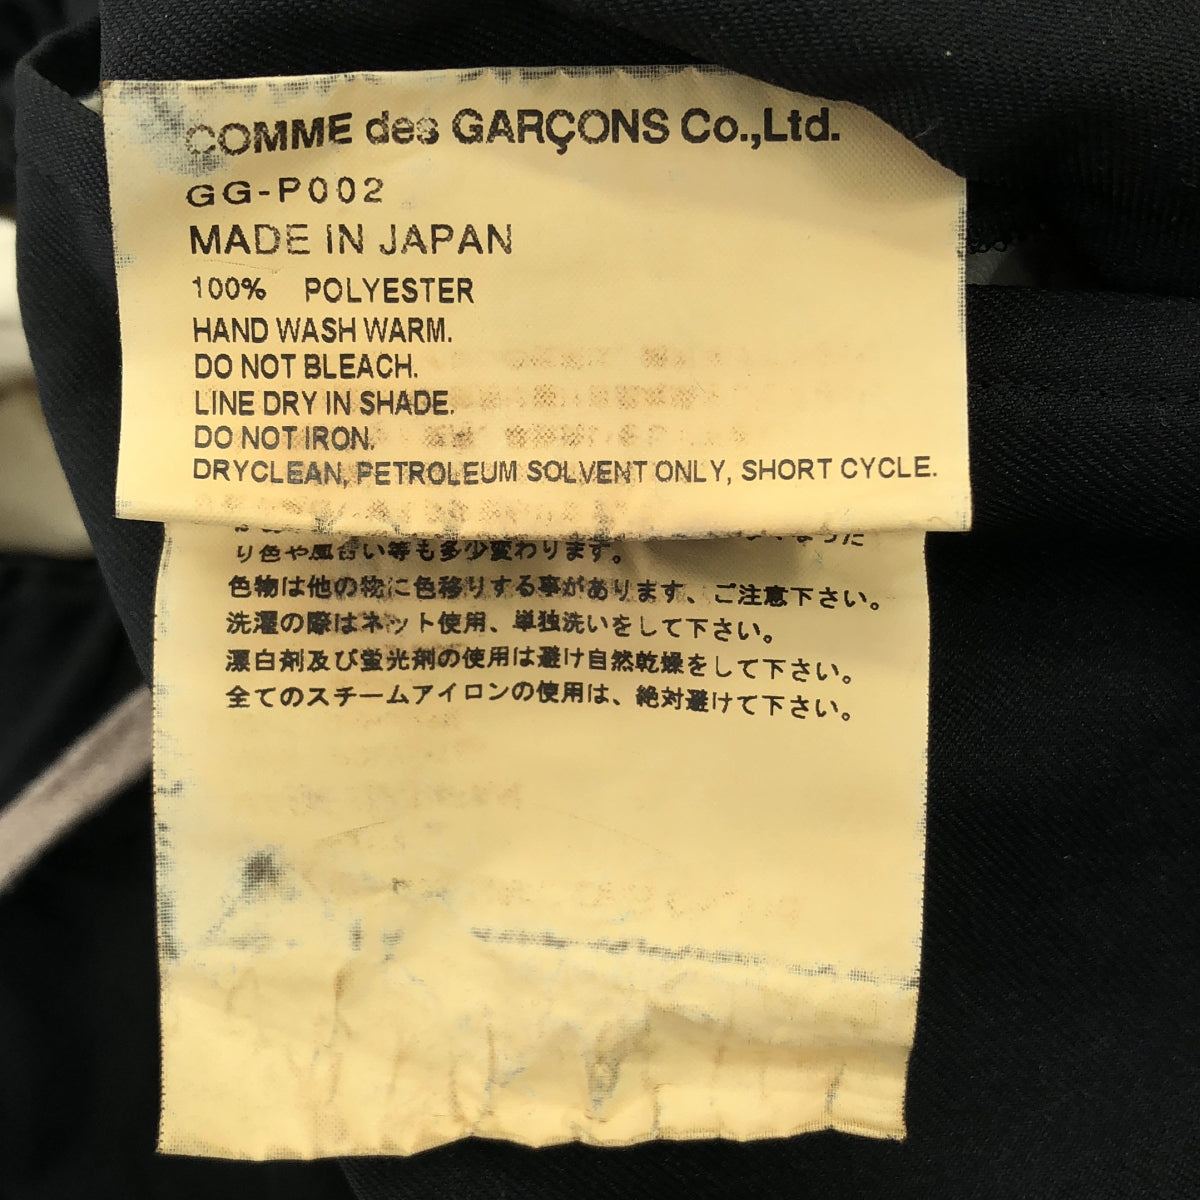 COMME des GARÇONS Co.,Ltd.
GG-P002
MADE IN JAPAN
100% POLYESTER
HAND WASH WARM.
DO NOT BLEACH.
LINE DRY IN SHADE.
DO NOT IRON.
DRYCLEAN, PETROLEUM SOLVENT ONLY, SHORT CYCLE.
り色や風合い等も多少変わります。
色物は他の物に色移りする事があります、ご注意下さい。
洗濯の際はネット使用、単独洗いをして下さい。
漂白剤及び蛍光剤の使用は避け自然乾燥をして下さい。
全てのスチームアイロンの使用は、絶対避けて下さい。